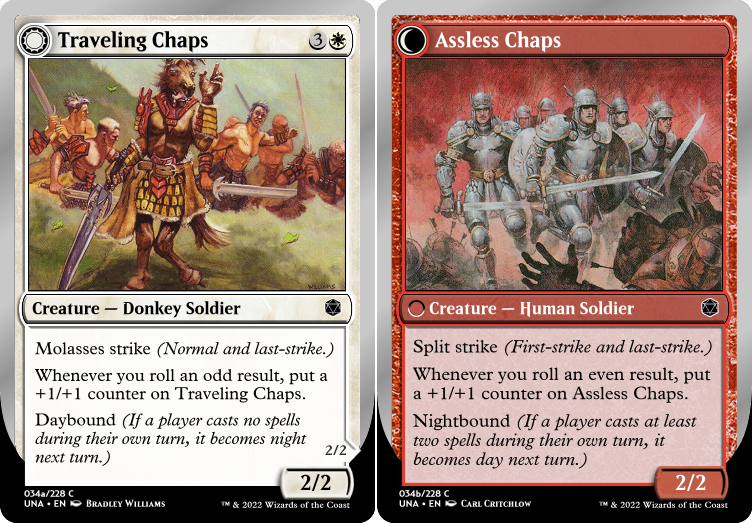 Traveling Chaps 3
WILLIAMS
Creature — Donkey Soldier
Molasses strike (Normal and last-strike.)
Whenever you roll an odd result, put a
+1/+1 counter on Traveling Chaps.
Daybound (If a player casts no spells
during their own turn, it becomes night
next turn.)
2/2
2/2
034a/228 C
UNA • EN Bradley Williams
™ & 2022 Wizards of the Coast
Assless Chaps
Creature — Human Soldier
Split strike (First-strike and last-strike.)
Whenever you roll an even result, put
a +1/+1 counter on Assless Chaps.
Nightbound (If a player casts at least
two spells during their own turn, it
becomes day next turn.)
2/2
034b/228 C
UNA • EN Carl Critchlow
™ & 2022 Wizards of the Coast